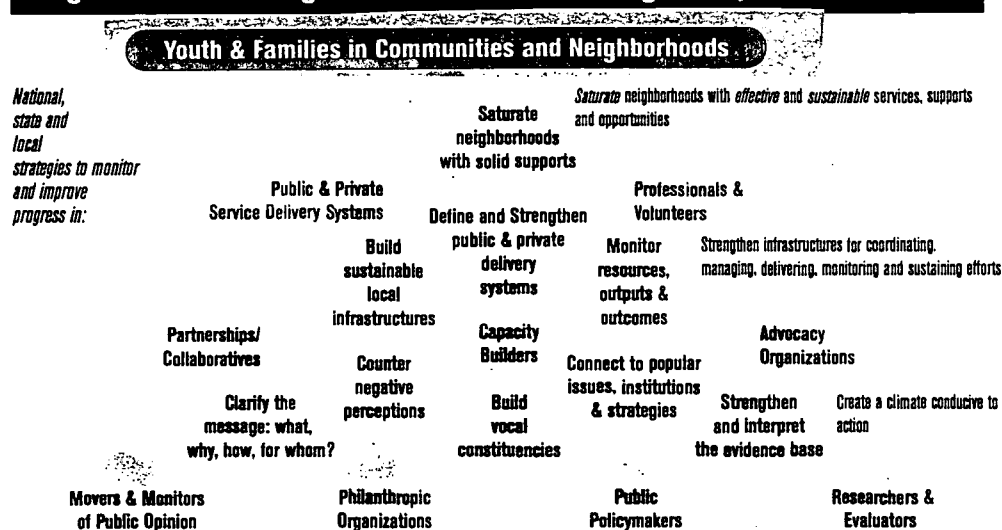 Youth & Families in Communities and Neighborhoods
National,
state and
local
strategies to monitor
and improve
progress in:
Saturate
neighborhoods
with solid supports
Saturate neighborhoods with effective and sustainable services, supports
and opportunities
Public & Private
Service Delivery Systems
Professionals &
Volunteers
Define and Strengthen
public & private
delivery
systems
Build
sustainable
local
infrastructures
Monitor
resources,
outputs &
outcomes
Strengthen infrastructures for coordinating,
managing, delivering, monitoring and sustaining efforts
Partnerships/
Collaboratives
Capacity
Builders
Advocacy
Organizations
Counter
negative
perceptions
Connect to popular
issues, institutions
& strategies
Clarify the
message: what,
why, how, for whom?
Build
vocal
constituencies
Strengthen
and interpret
the evidence base
Create a climate conducive to
action
Movers & Monitors
of Public Opinion
Philanthropic
Organizations
Public
Policymakers
Researchers &
Evaluators